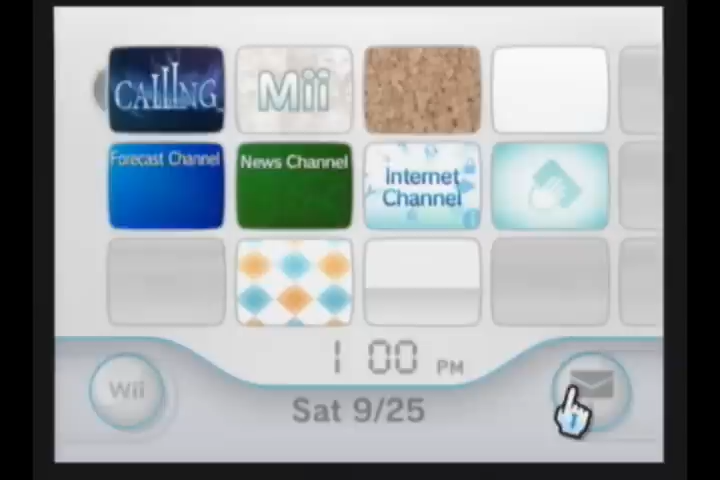 CALLING
Mii
Forecast Channel
News Channel
Internet
Channel
1 00 PM
Wii
Sat 9/25